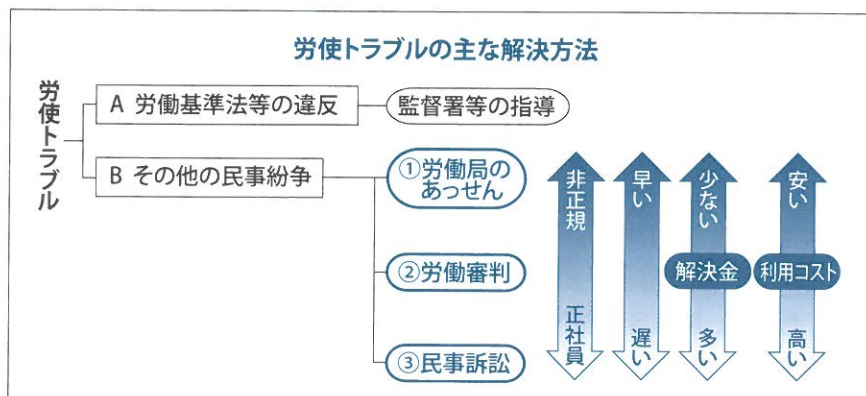 労使トラブルの主な解決方法
労使トラブル
A 労働基準法等の違反
監督署等の指導
B その他の民事紛争
①労働局の
あっせん
②労働審判
③民事訴訟
非正規
正社員
早い
遅い
少ない
解決金
多い
安い
利用コスト
高い